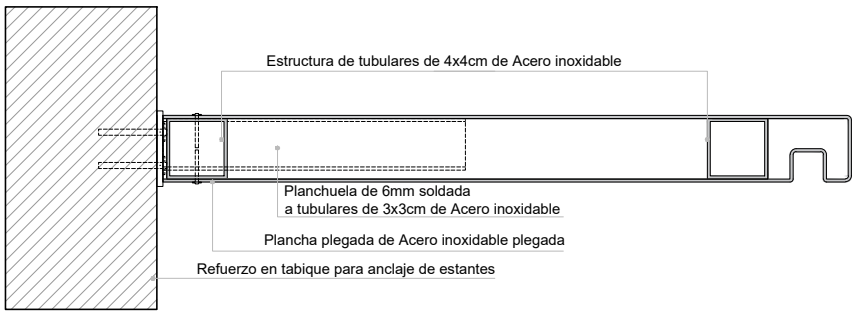 Estructura de tubulares de 4x4cm de Acero inoxidable
Planchuela de 6mm soldada
a tubulares de 3x3cm de Acero inoxidable
Plancha plegada de Acero inoxidable plegada
Refuerzo en tabique para anclaje de estantes